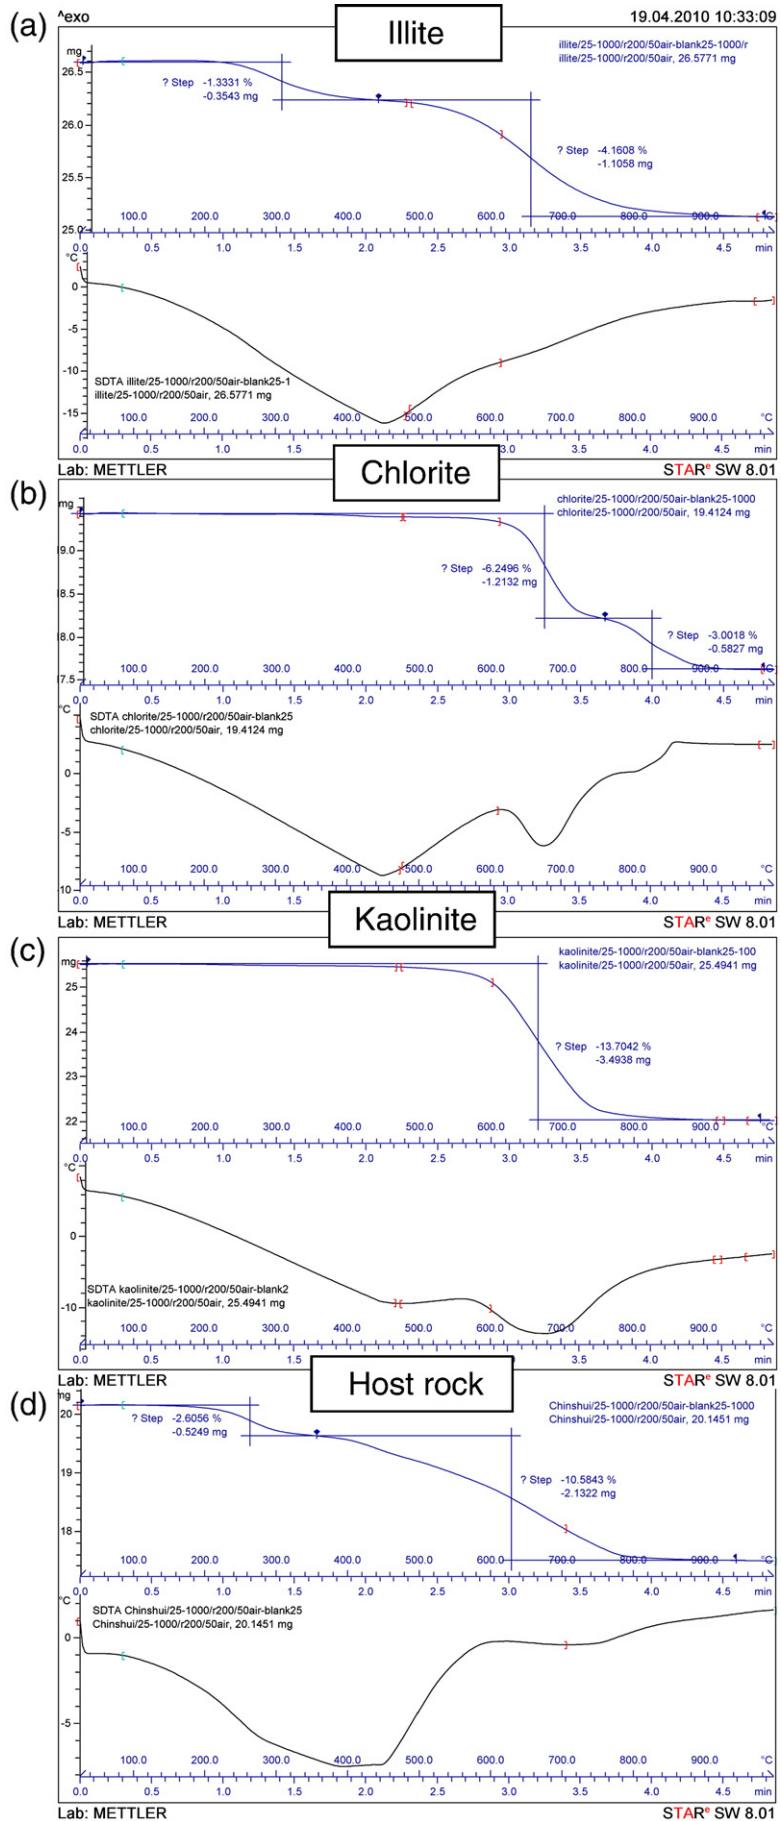 (a)
^exo
Illite
19.04.2010 10:33:09
mg
illite/25-1000/r200/50air-blank25-1000/r
illite/25-1000/r200/50air, 26.5771 mg
26.5
? Step -1.3331 %
-0.3543 mg
26.0
? Step -4.1608 %
-1.1058 mg
25.5
100.0 200.0 300.0 400.0 500.0 600.0 700.0 800.0 900.0 °C
25.0
0.0 0.5 1.0 1.5 2.0 2.5 3.0 3.5 4.0 4.5 min
°C
0
-5
-10
SDTA illite/25-1000/r200/50air-blank25-1
illite/25-1000/r200/50air, 26.5771 mg
-15
100.0 200.0 300.0 400.0 500.0 600.0 700.0 800.0 900.0 °C
0.0 0.5 1.0 1.5 2.0 2.5 3.0 3.5 4.0 4.5 min
Lab: METTLER
STARe SW 8.01
(b)
Chlorite
mg
chlorite/25-1000/r200/50air-blank25-1000
chlorite/25-1000/r200/50air, 19.4124 mg
19.0
? Step -6.2496 %
-1.2132 mg
18.5
? Step -3.0018 %
-0.5827 mg
18.0
100.0 200.0 300.0 400.0 500.0 600.0 700.0 800.0 900.0 °C
17.5
0.0 0.5 1.0 1.5 2.0 2.5 3.0 3.5 4.0 4.5 min
°C
SDTA chlorite/25-1000/r200/50air-blank25
chlorite/25-1000/r200/50air, 19.4124 mg
0
-5
100.0 200.0 300.0 400.0 500.0 600.0 700.0 800.0 900.0 °C
10
0.0 0.5 1.0 1.5 2.0 2.5 3.0 3.5 4.0 4.5 min
Lab: METTLER
STARe SW 8.01
(c)
Kaolinite
mg
kaolinite/25-1000/r200/50air-blank25-100
kaolinite/25-1000/r200/50air, 25.4941 mg
25
24
? Step -13.7042 %
-3.4938 mg
23
22
100.0 200.0 300.0 400.0 500.0 600.0 700.0 800.0 900.0 °C
0.0 0.5 1.0 1.5 2.0 2.5 3.0 3.5 4.0 4.5 min
°C
0
SDTA kaolinite/25-1000/r200/50air-blank2
kaolinite/25-1000/r200/50air, 25.4941 mg
-10
100.0 200.0 300.0 400.0 500.0 600.0 700.0 800.0 900.0 °C
0.0 0.5 1.0 1.5 2.0 2.5 3.0 3.5 4.0 4.5 min
Lab: METTLER
STARe SW 8.01
(d)
Host rock
mg
Chinshui/25-1000/r200/50air-blank25-1000
Chinshui/25-1000/r200/50air, 20.1451 mg
20
? Step -2.6056 %
-0.5249 mg
19
? Step -10.5843 %
-2.1322 mg
18
100.0 200.0 300.0 400.0 500.0 600.0 700.0 800.0 900.0 °C
0.0 0.5 1.0 1.5 2.0 2.5 3.0 3.5 4.0 4.5 min
°C
SDTA Chinshui/25-1000/r200/50air-blank25
Chinshui/25-1000/r200/50air, 20.1451 mg
0
-5
100.0 200.0 300.0 400.0 500.0 600.0 700.0 800.0 900.0 °C
0.0 0.5 1.0 1.5 2.0 2.5 3.0 3.5 4.0 4.5 min
Lab: METTLER
STARe SW 8.01